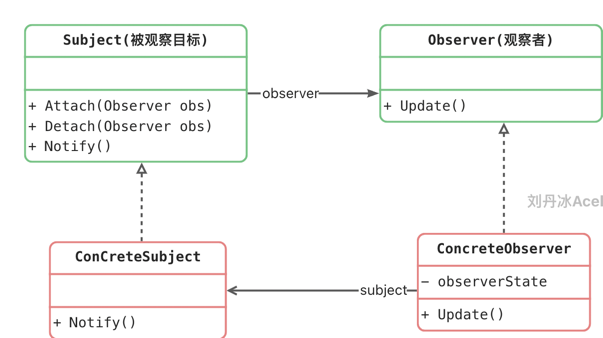 Subject(被观察目标)
+ Attach(Observer obs)
+ Detach(Observer obs)
+ Notify()
observer
Observer(观察者)
+ Update()
刘丹冰Aceld
ConCreteSubject
+ Notify()
subject
ConcreteObserver
− observerState
+ Update()